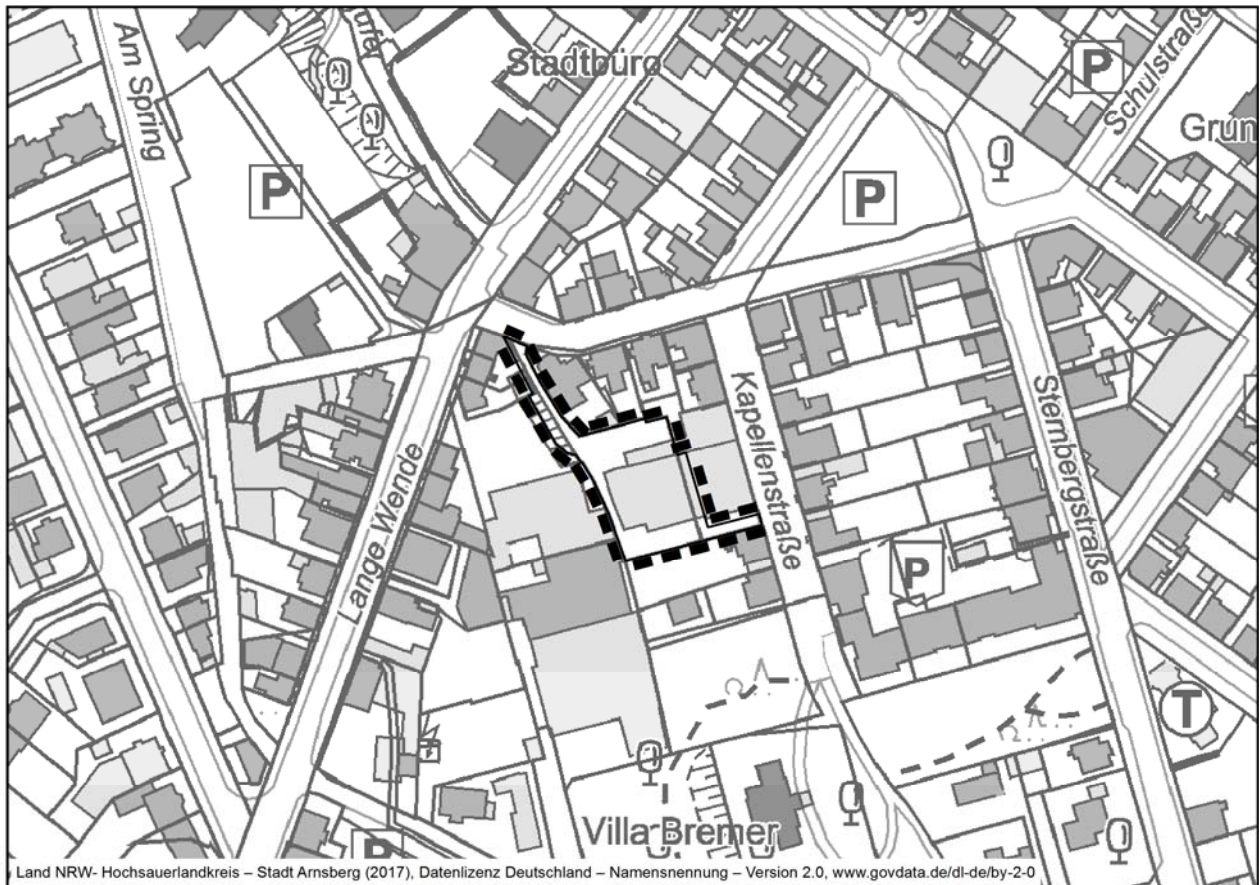 Am Spring
Stadtbüro
P
Schulstraße
P
P
Kapellenstraße
Sternbergstraße
Lange Wende
P
T
Villa Bremer
P
Land NRW- Hochsauerlandkreis – Stadt Arnsberg (2017), Datenlizenz Deutschland – Namensnennung – Version 2.0, www.govdata.de/dl-de/by-2-0